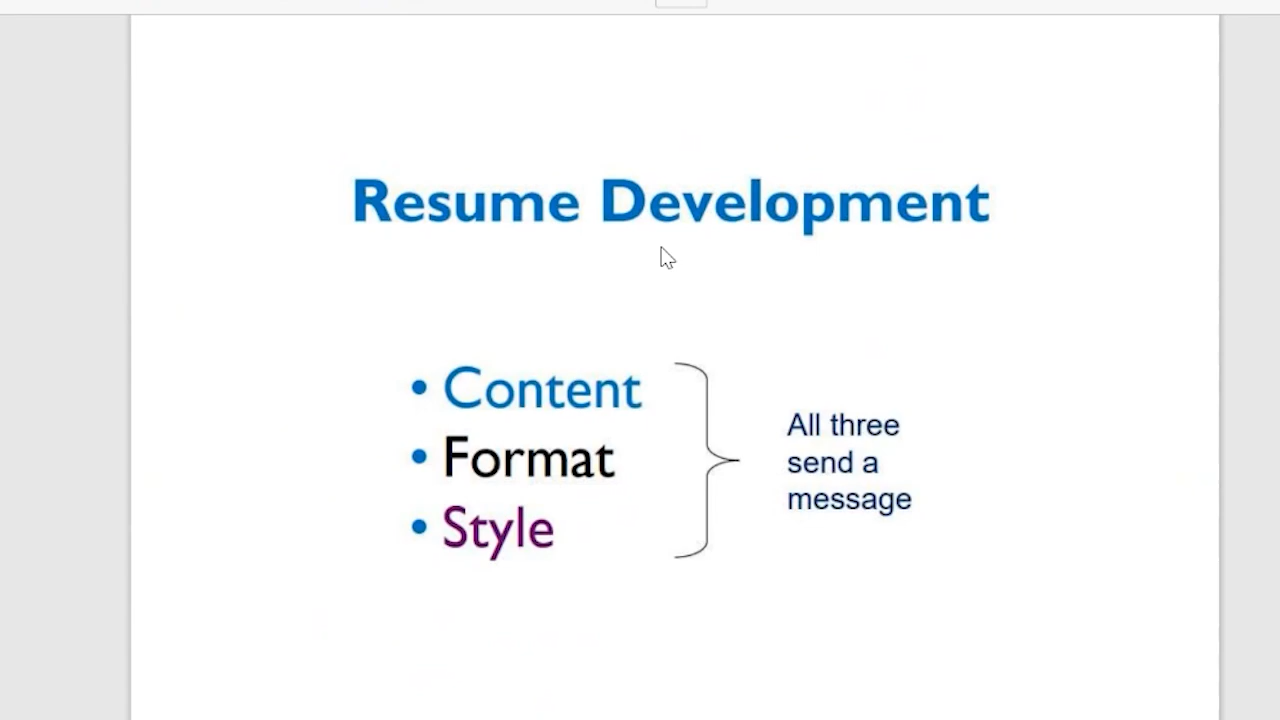 Resume Development
• Content
• Format
• Style
All three
send a
message